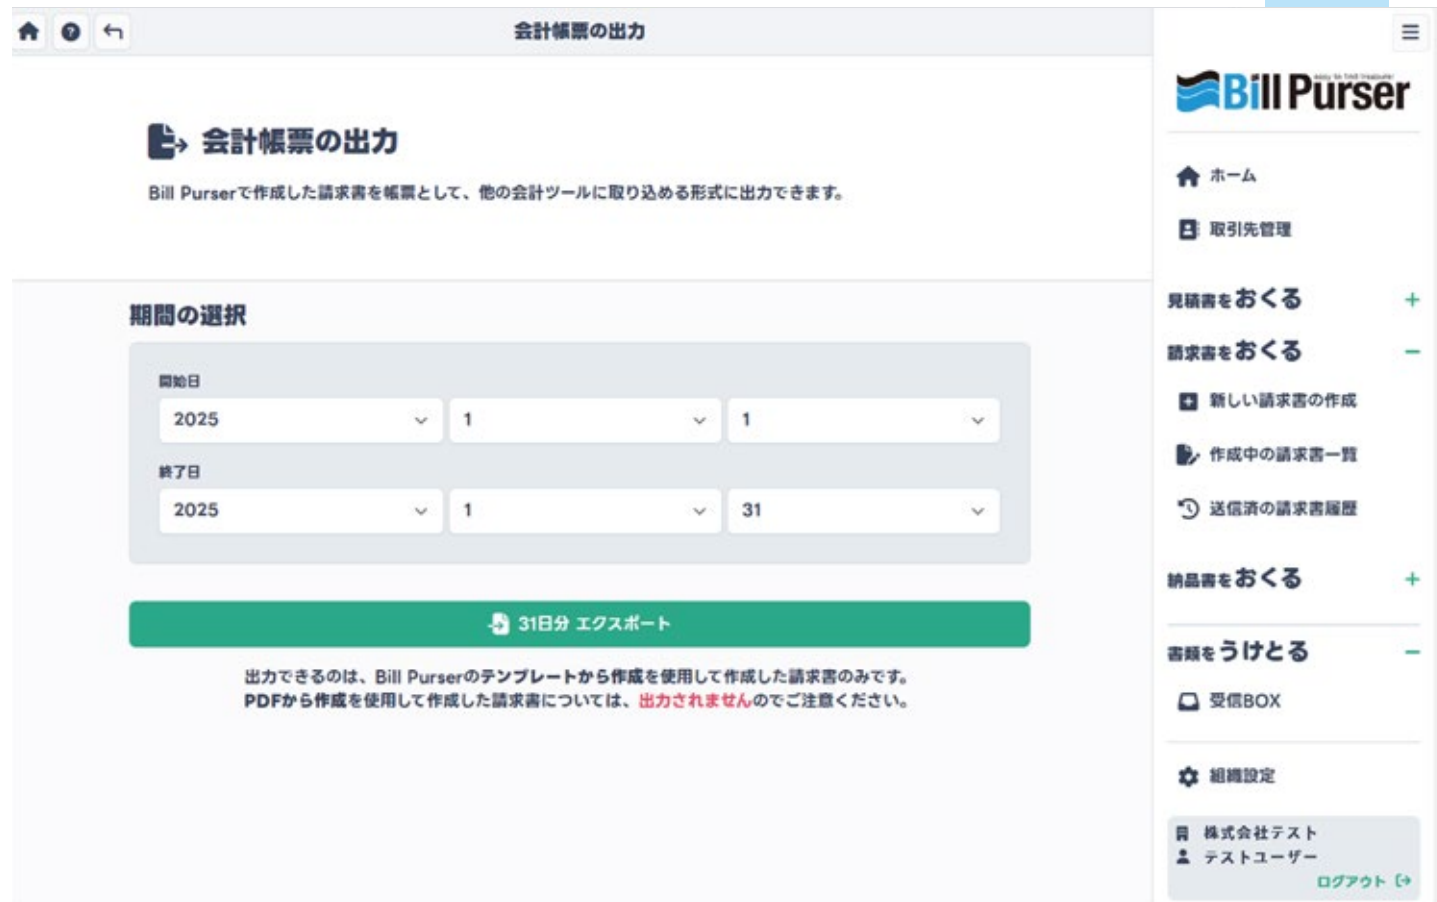 会計帳票の出力
会計帳票の出力
Bill Purserで作成した請求書を帳票として、他の会計ツールに取り込める形式に出力できます。
期間の選択
開始日
2025 1 1
終了日
2025 1 31
31日分 エクスポート
出力できるのは、Bill Purserのテンプレートから作成を使用して作成した請求書のみです。
PDFから作成を使用して作成した請求書については、出力されませんのでご注意ください。
easy to find treasure!
Bill Purser
ホーム
取引先管理
見積書をおくる
請求書をおくる
新しい請求書の作成
作成中の請求書一覧
送信済の請求書履歴
納品書をおくる
書類をうけとる
受信BOX
組織設定
株式会社テスト
テストユーザー
ログアウト